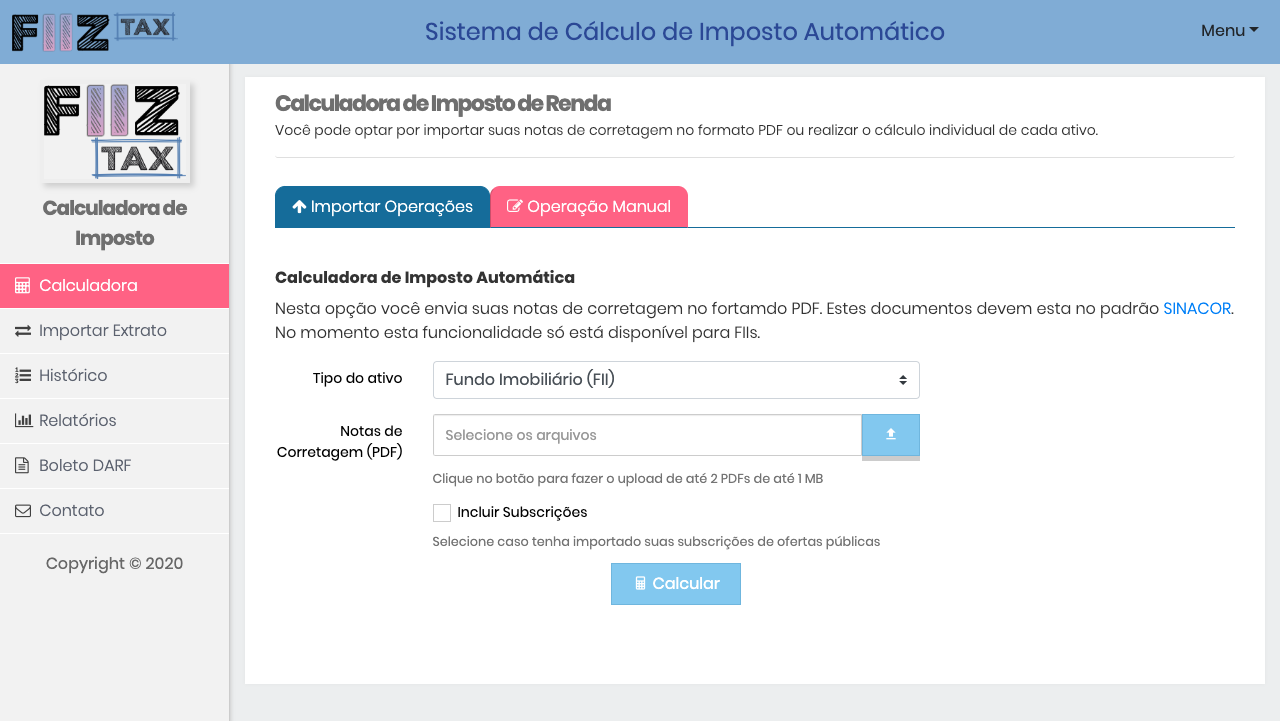 FIIZ TAX
Sistema de Cálculo de Imposto Automático
Menu
FIIZ
TAX
Calculadora de
Imposto
Calculadora
Importar Extrato
Histórico
Relatórios
Boleto DARF
Contato
Copyright © 2020
Calculadora de Imposto de Renda
Você pode optar por importar suas notas de corretagem no formato PDF ou realizar o cálculo individual de cada ativo.
Importar Operações
Operação Manual
Calculadora de Imposto Automática
Nesta opção você envia suas notas de corretagem no fortamdo PDF. Estes documentos devem esta no padrão SINACOR.
No momento esta funcionalidade só está disponível para FIIs.
Tipo do ativo
Fundo Imobiliário (FII)
Notas de
Corretagem (PDF)
Selecione os arquivos
Clique no botão para fazer o upload de até 2 PDFs de até 1 MB
Incluir Subscrições
Selecione caso tenha importado suas subscrições de ofertas públicas
Calcular